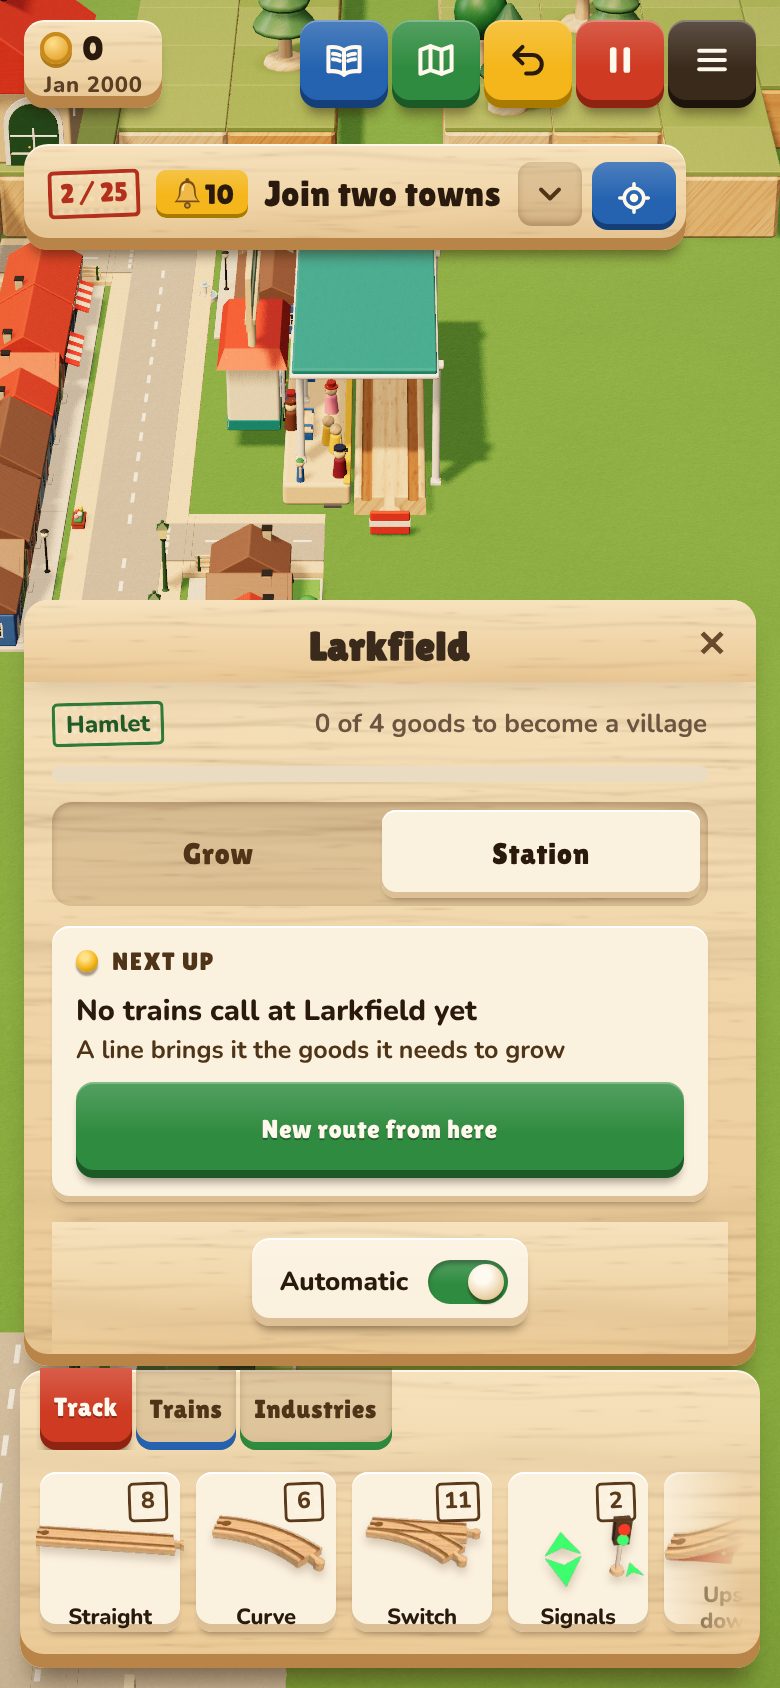 0
Jan 2000
2/25
10
Join two towns
Larkfield
Hamlet
0 of 4 goods to become a village
Grow
Station
NEXT UP
No trains call at Larkfield yet
A line brings it the goods it needs to grow
New route from here
Automatic
Track
Trains
Industries
8
6
11
2
Straight
Curve
Switch
Signals
Ups
dow